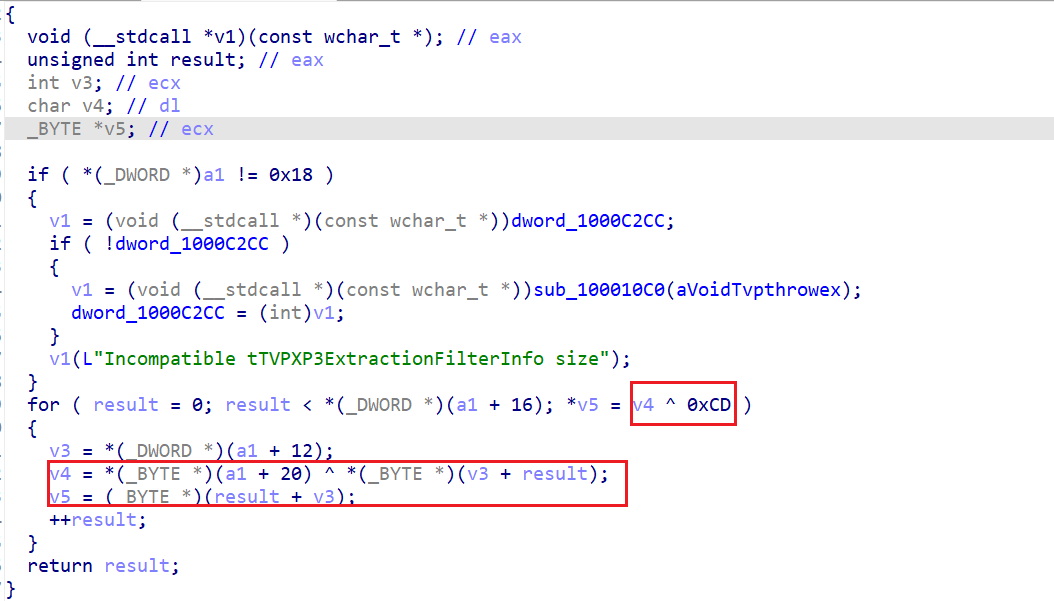 {
  void (__stdcall *v1)(const wchar_t *); // eax
  unsigned int result; // eax
  int v3; // ecx
  char v4; // dl
  _BYTE *v5; // ecx
  if ( *(_DWORD *)a1 != 0x18 )
  {
    v1 = (void (__stdcall *)(const wchar_t *))dword_1000C2CC;
    if ( !dword_1000C2CC )
    {
      v1 = (void (__stdcall *)(const wchar_t *))sub_100010C0(aVoidTvpthrowex);
      dword_1000C2CC = (int)v1;
    }
    v1(L"Incompatible tTVPXP3ExtractionFilterInfo size");
  }
  for ( result = 0; result < *(_DWORD *)(a1 + 16); *v5 = v4 ^ 0xCD )
  {
    v3 = *(_DWORD *)(a1 + 12);
    v4 = *(_BYTE *)(a1 + 20) ^ *(_BYTE *)(v3 + result);
    v5 = (_BYTE *)(result + v3);
    ++result;
  }
  return result;
}